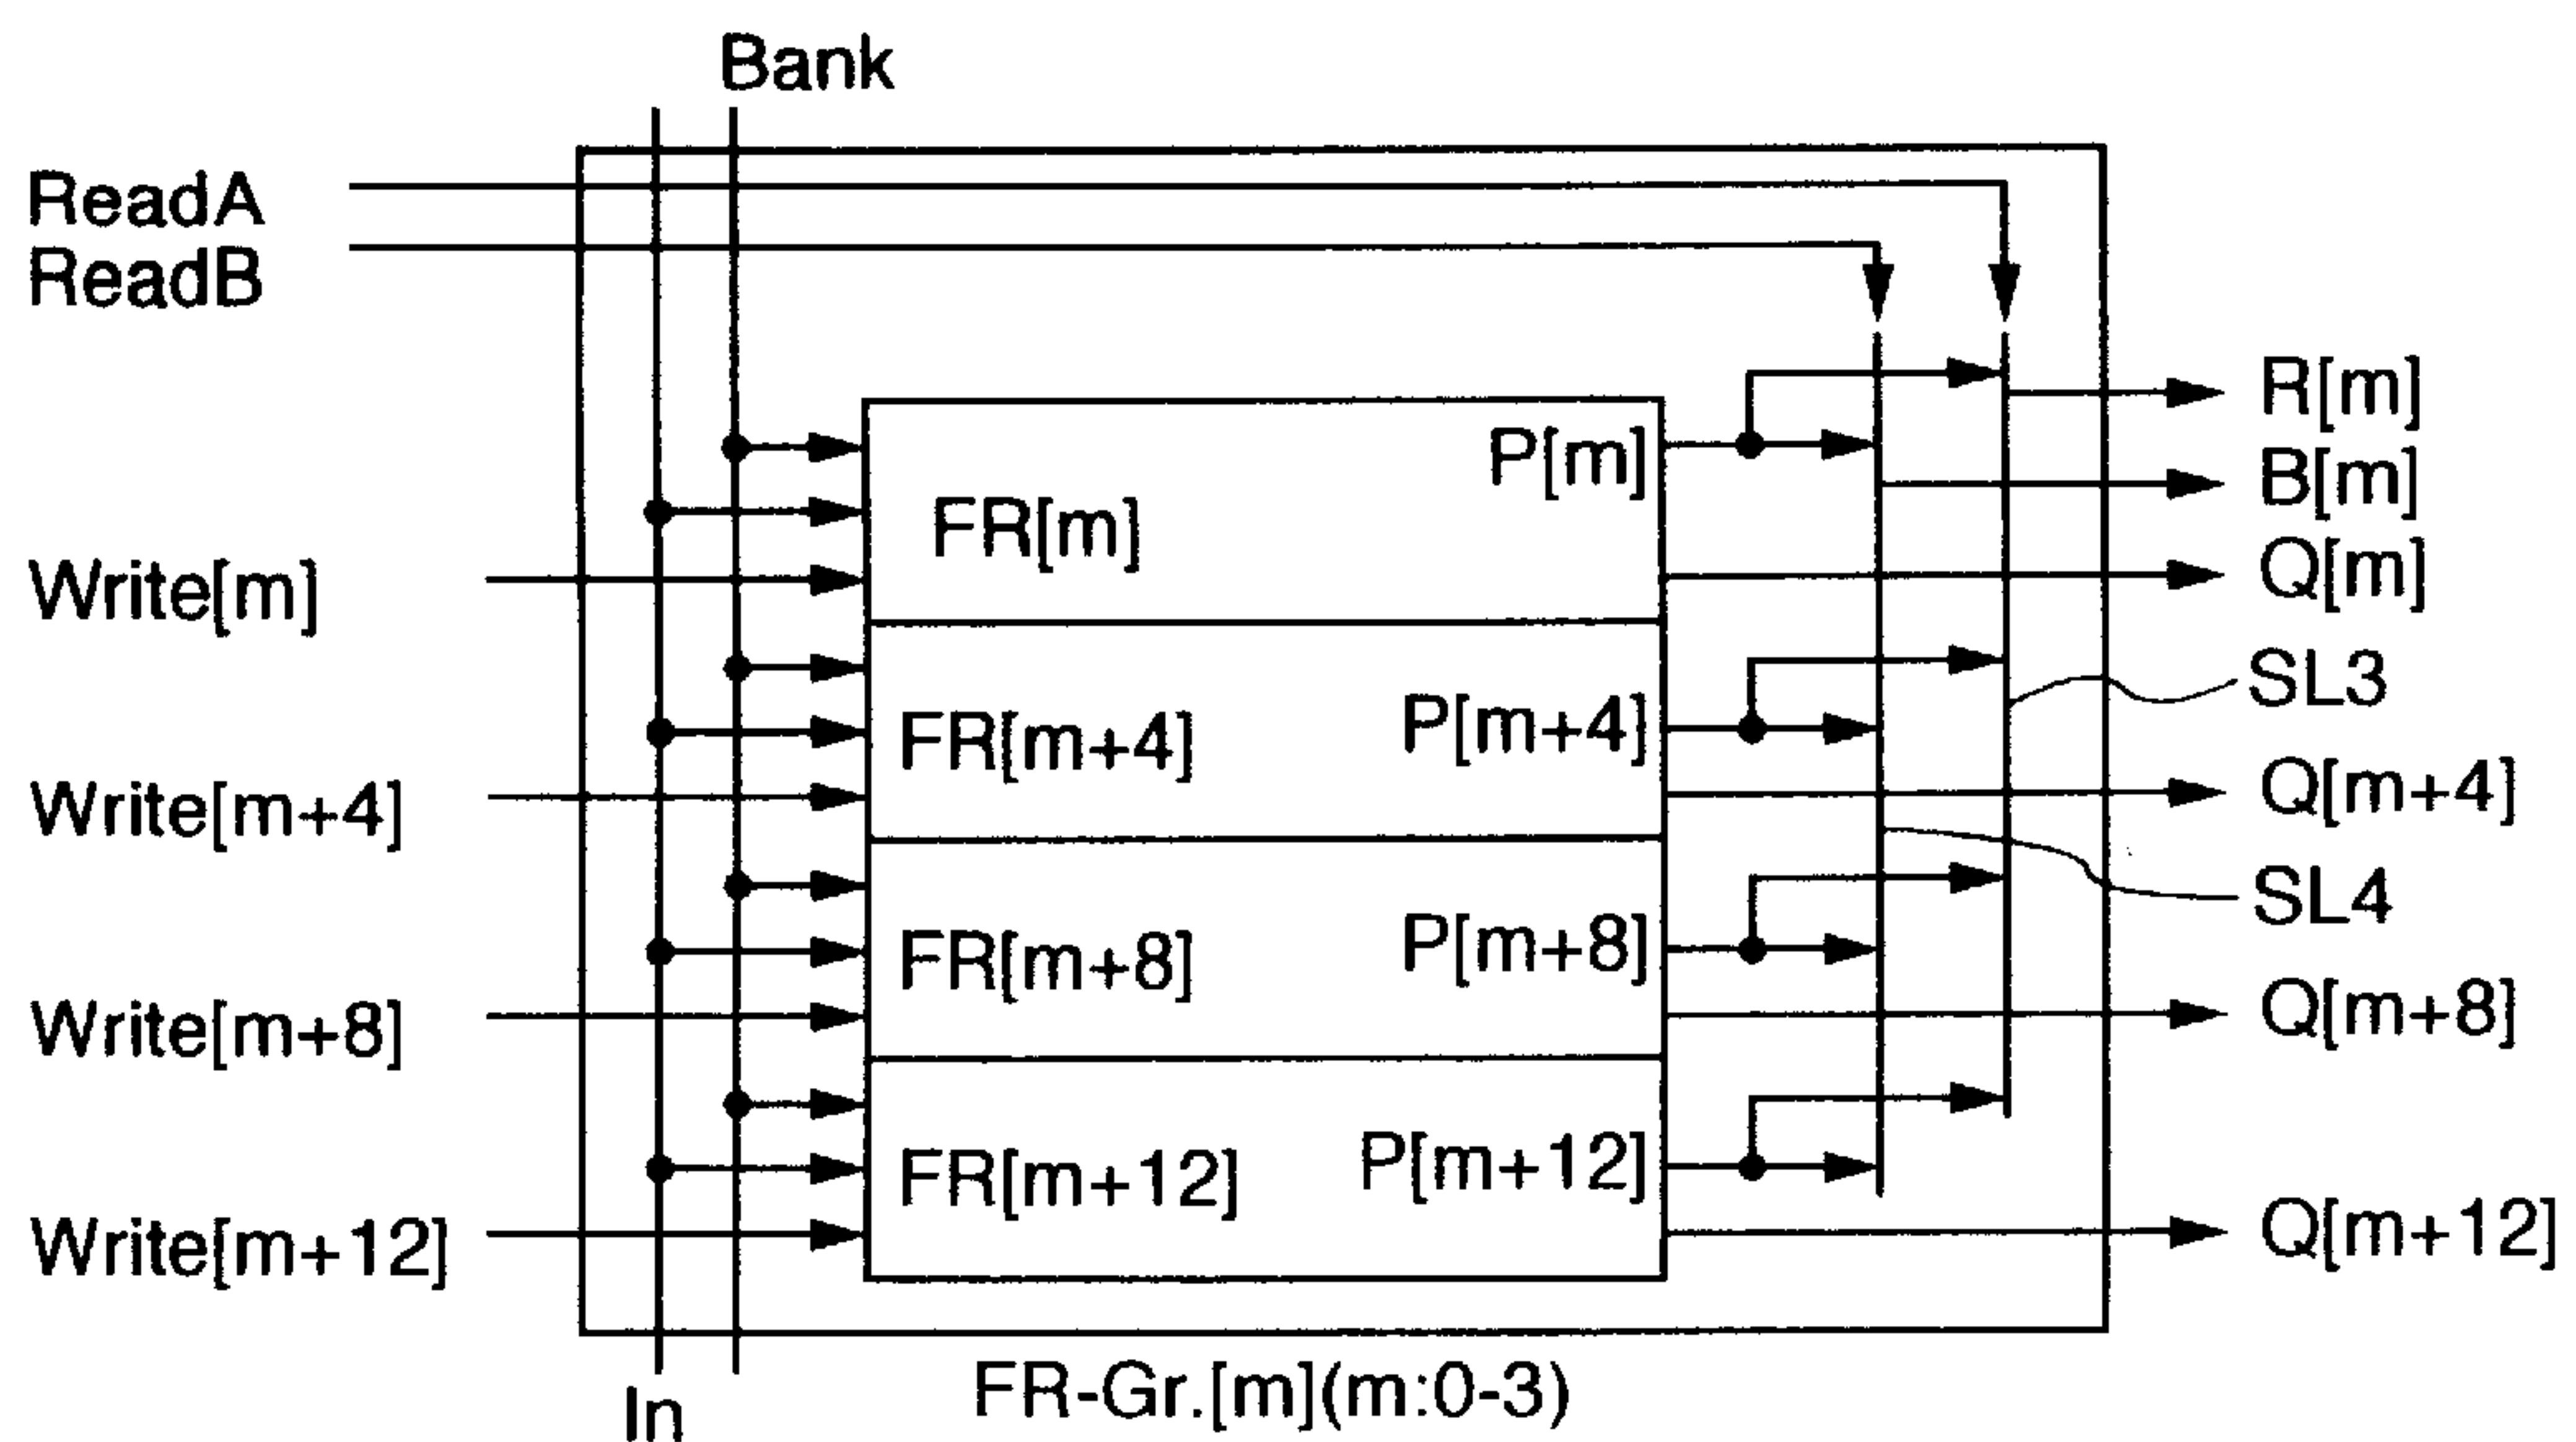 Bank
ReadA
ReadB
R[m]
P[m]
B[m]
FR[m]
Q[m]
Write[m]
SL3
FR[m+4]
P[m+4]
Q[m+4]
Write[m+4]
SL4
FR[m+8]
P[m+8]
Q[m+8]
Write[m+8]
FR[m+12]
P[m+12]
Q[m+12]
Write[m+12]
FR-Gr.[m](m:0-3)
In